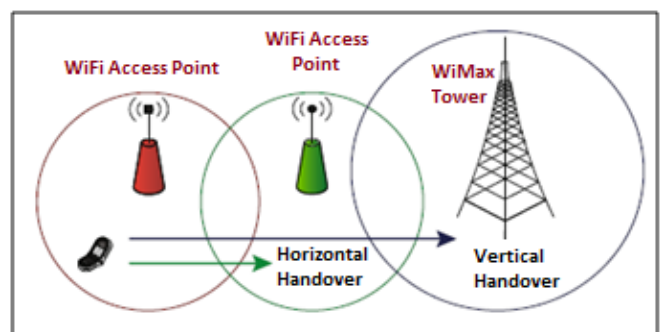 WiFi Access Point
WiFi Access
Point
WiMax
Tower
Horizontal
Handover
Vertical
Handover